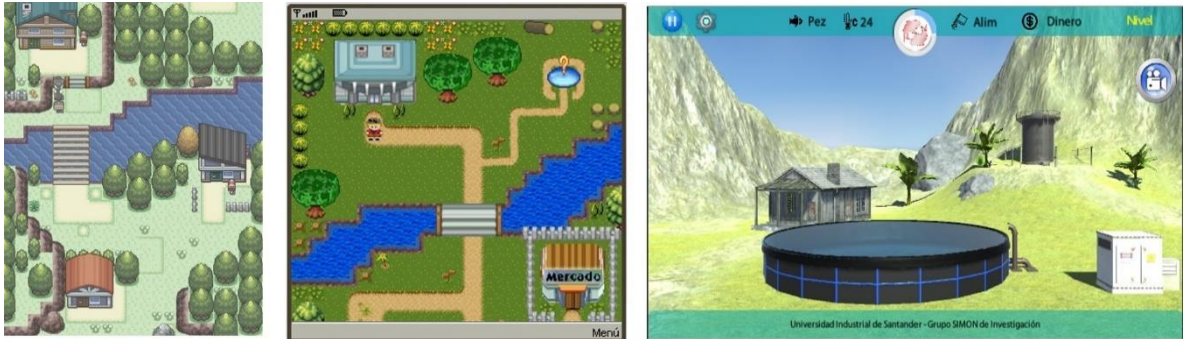 Mercado
Menú
Pez
°c 24
Alim
Dinero
Nivel
Universidad Industrial de Santander - Grupo SIMON de Investigación